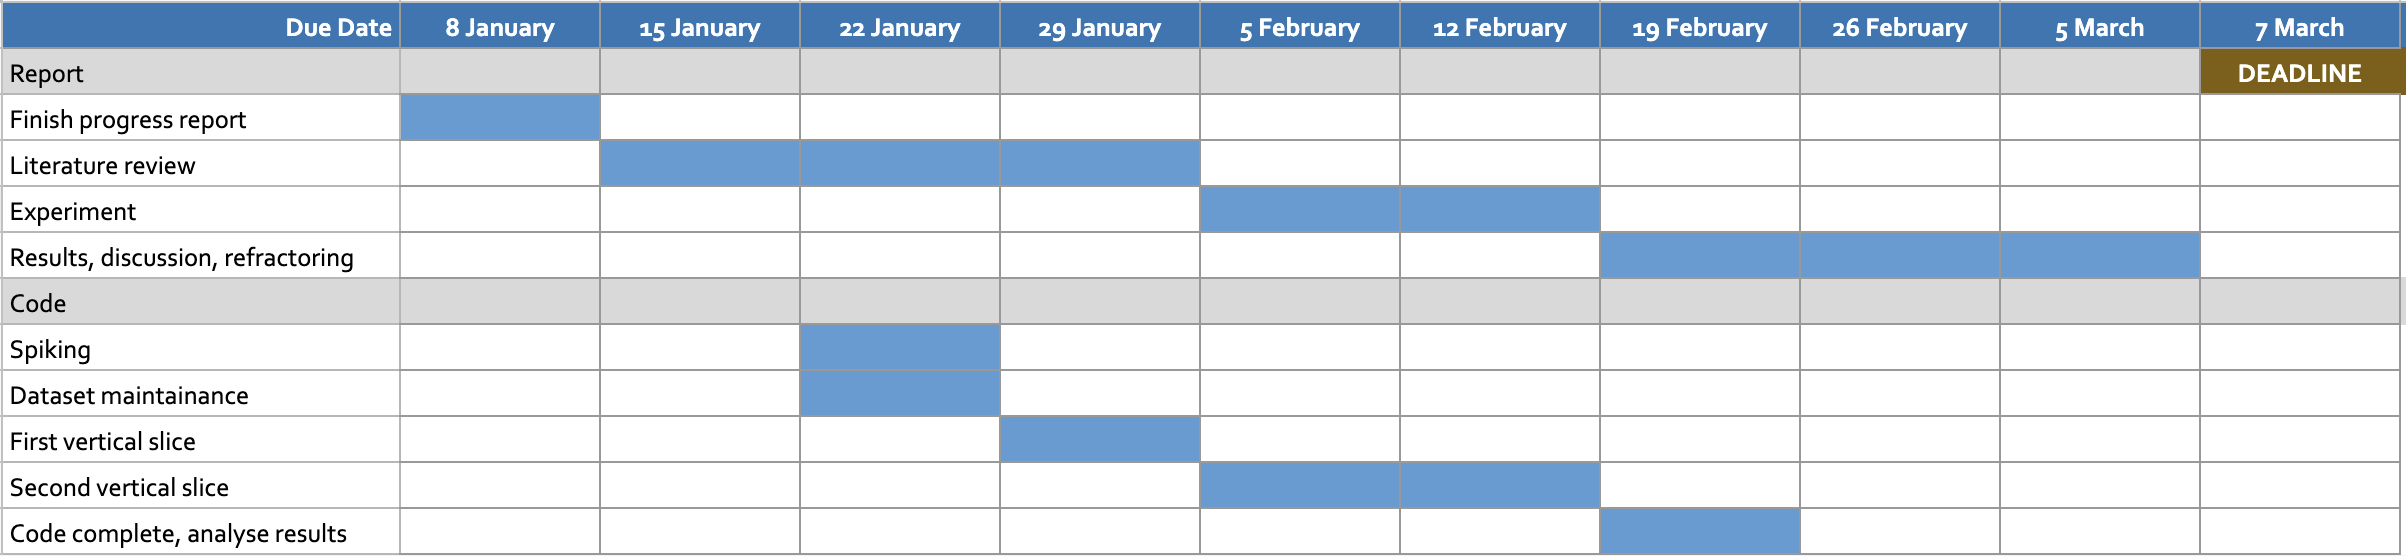 Due Date 8 January 15 January 22 January 29 January 5 February 12 February 19 February 26 February 5 March 7 March
Report DEADLINE
Finish progress report
Literature review
Experiment
Results, discussion, refractoring
Code
Spiking
Dataset maintainance
First vertical slice
Second vertical slice
Code complete, analyse results